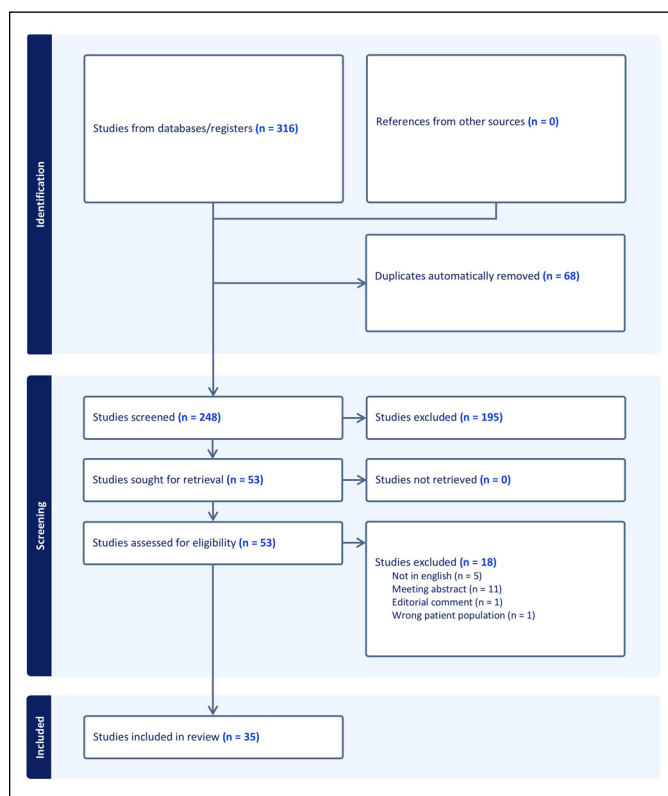 Identification
Studies from databases/registers (n = 316)
References from other sources (n = 0)
Duplicates automatically removed (n = 68)
Screening
Studies screened (n = 248)
Studies excluded (n = 195)
Studies sought for retrieval (n = 53)
Studies not retrieved (n = 0)
Studies assessed for eligibility (n = 53)
Studies excluded (n = 18)
Not in english (n = 5)
Meeting abstract (n = 11)
Editorial comment (n = 1)
Wrong patient population (n = 1)
Included
Studies included in review (n = 35)